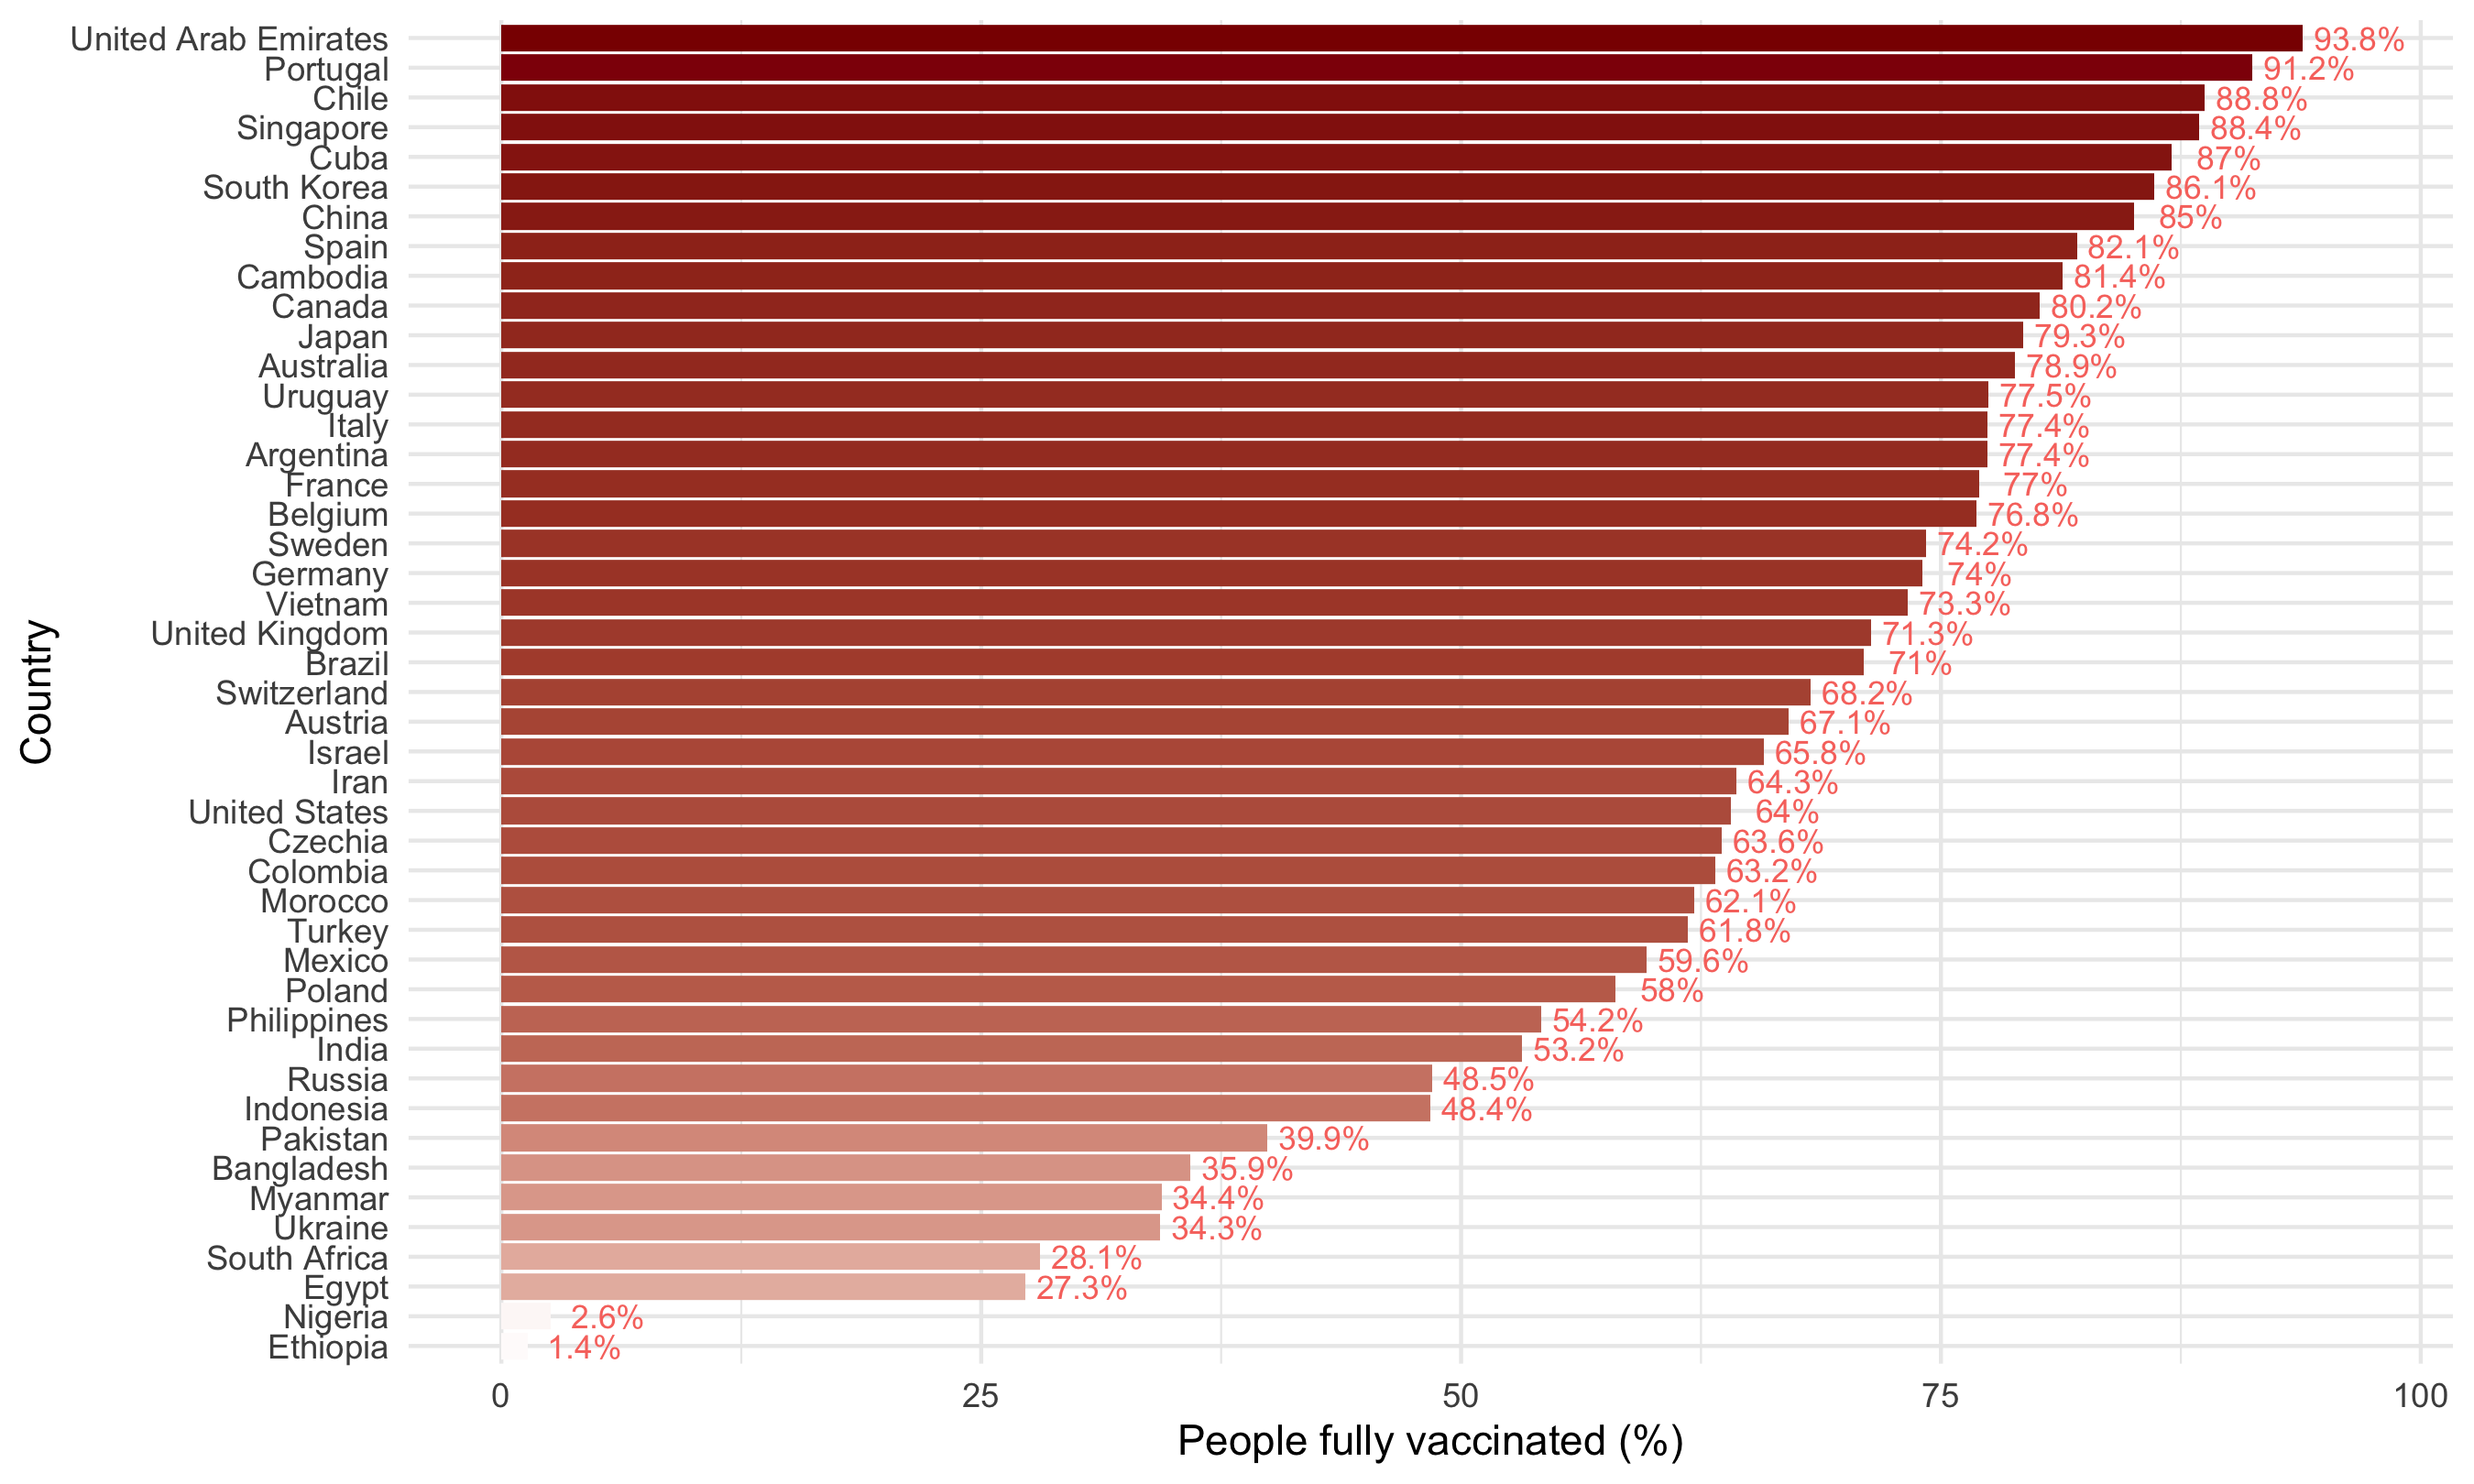 United Arab Emirates 93.8%
Portugal 91.2%
Chile 88.8%
Singapore 88.4%
Cuba 87%
South Korea 86.1%
China 85%
Spain 82.1%
Cambodia 81.4%
Canada 80.2%
Japan 79.3%
Australia 78.9%
Uruguay 77.5%
Italy 77.4%
Argentina 77.4%
France 77%
Belgium 76.8%
Sweden 74.2%
Germany 74%
Vietnam 73.3%
United Kingdom 71.3%
Brazil 71%
Switzerland 68.2%
Austria 67.1%
Israel 65.8%
Iran 64.3%
United States 64%
Czechia 63.6%
Colombia 63.2%
Morocco 62.1%
Turkey 61.8%
Mexico 59.6%
Poland 58%
Philippines 54.2%
India 53.2%
Russia 48.5%
Indonesia 48.4%
Pakistan 39.9%
Bangladesh 35.9%
Myanmar 34.4%
Ukraine 34.3%
South Africa 28.1%
Egypt 27.3%
Nigeria 2.6%
Ethiopia 1.4%
Country
0 25 50 75 100
People fully vaccinated (%)